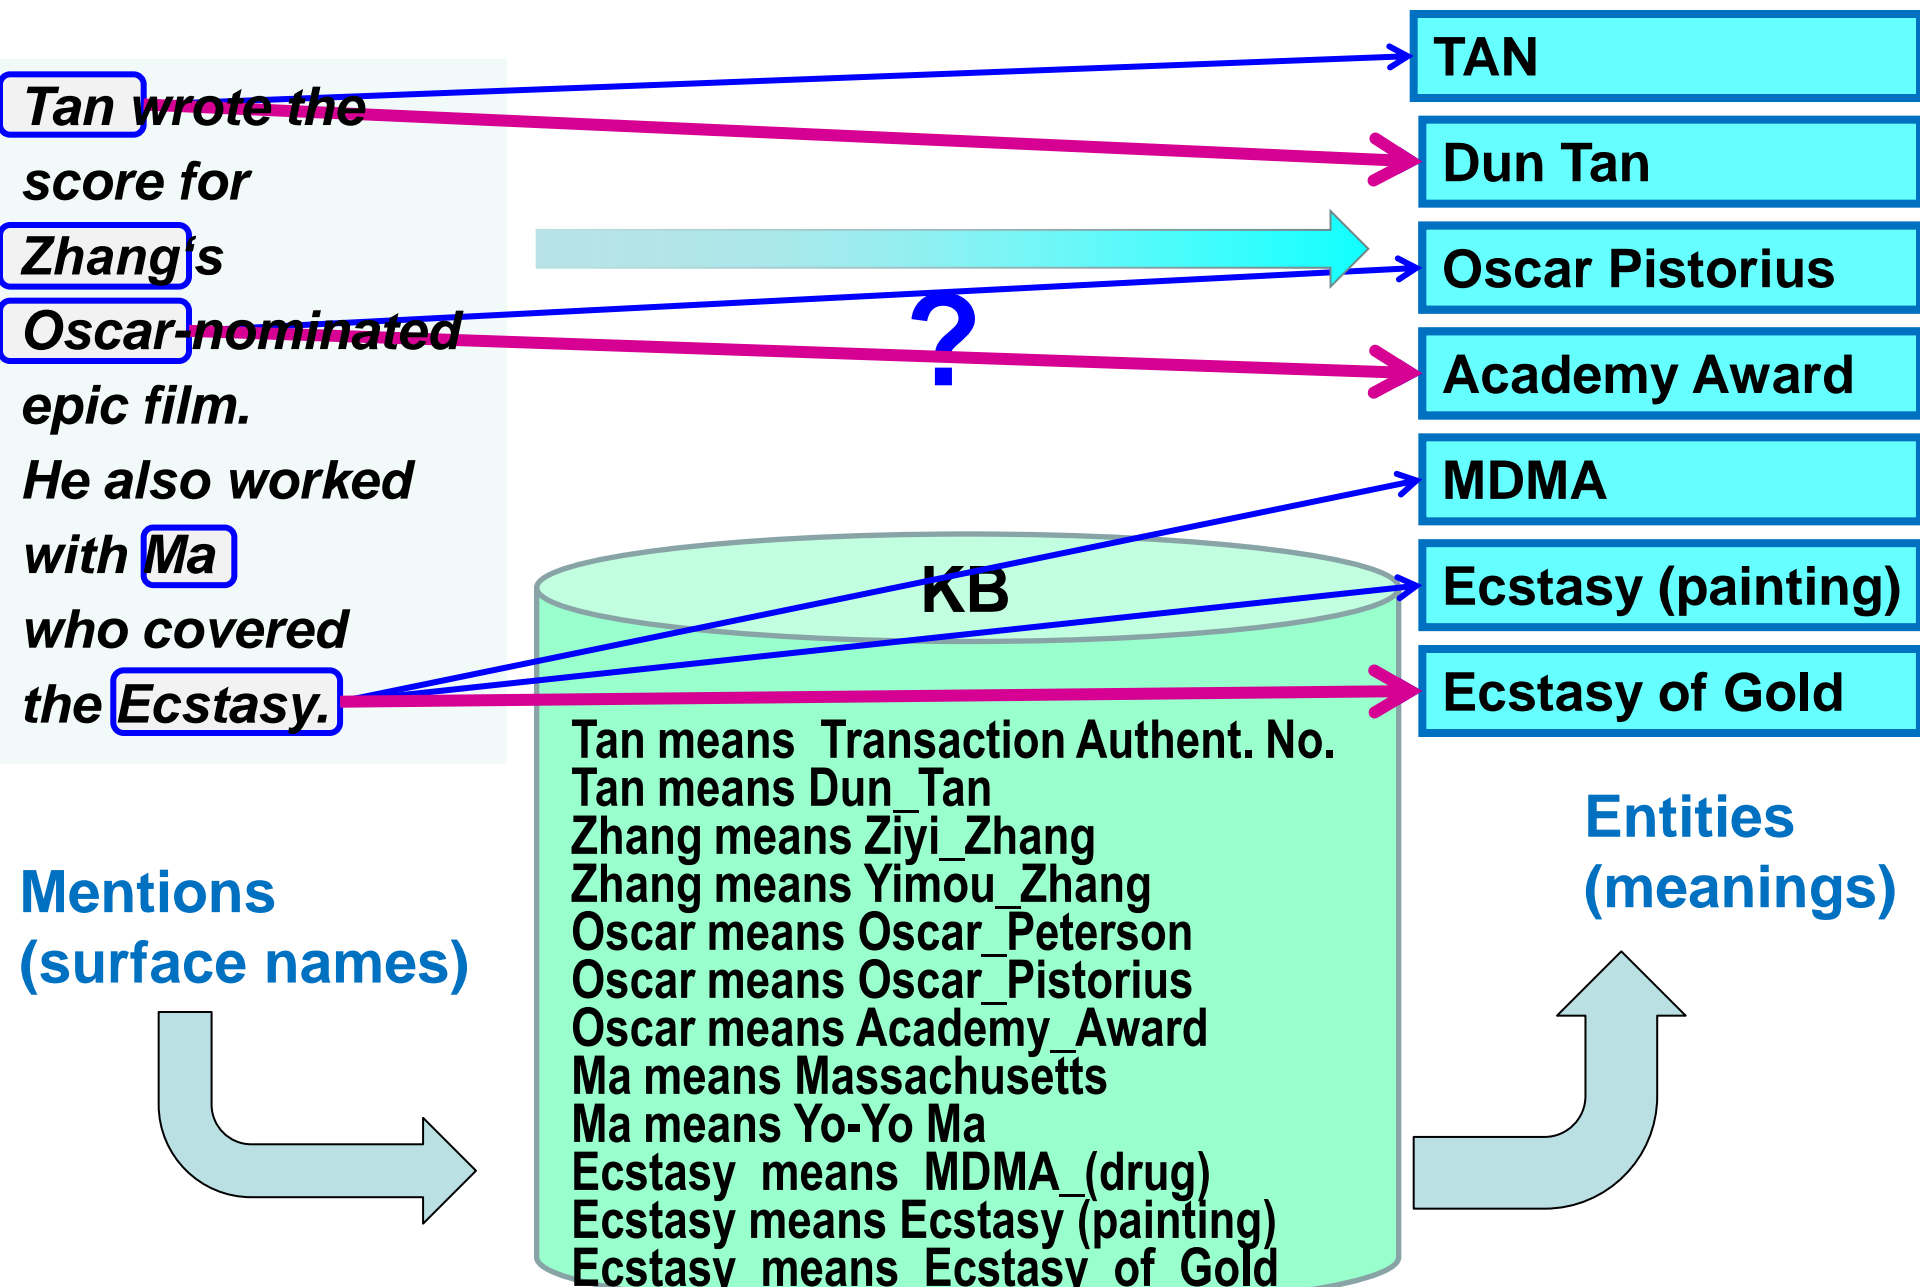 Tan wrote the
score for
Zhang‘s
Oscar-nominated
epic film.
He also worked
with Ma
who covered
the Ecstasy.
?
TAN
Dun Tan
Oscar Pistorius
Academy Award
MDMA
Ecstasy (painting)
Ecstasy of Gold
KB
Tan means Transaction Authent. No.
Tan means Dun_Tan
Zhang means Ziyi_Zhang
Zhang means Yimou_Zhang
Oscar means Oscar_Peterson
Oscar means Oscar_Pistorius
Oscar means Academy_Award
Ma means Massachusetts
Ma means Yo-Yo Ma
Ecstasy means MDMA_(drug)
Ecstasy means Ecstasy (painting)
Ecstasy means Ecstasy_of_Gold
Mentions
(surface names)
Entities
(meanings)